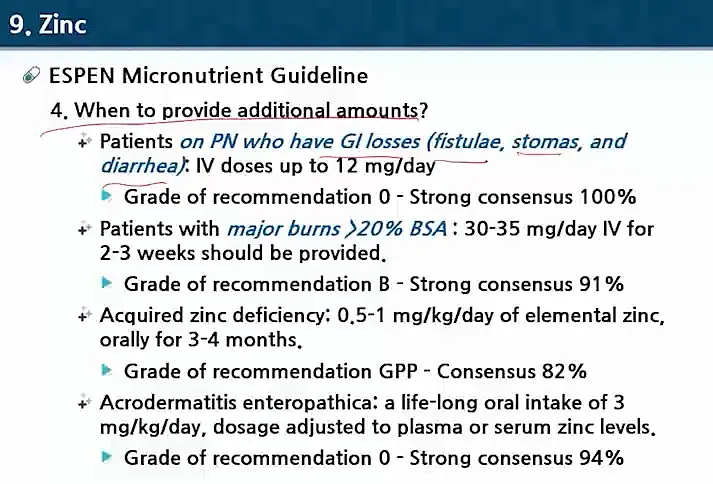 9. Zinc
ESPEN Micronutrient Guideline
4. When to provide additional amounts?
Patients on PN who have GI losses (fistulae, stomas, and
diarrhea): IV doses up to 12 mg/day
Grade of recommendation 0 - Strong consensus 100%
Patients with major burns >20% BSA : 30-35 mg/day IV for
2-3 weeks should be provided.
Grade of recommendation B - Strong consensus 91%
Acquired zinc deficiency: 0.5-1 mg/kg/day of elemental zinc,
orally for 3-4 months.
Grade of recommendation GPP - Consensus 82%
Acrodermatitis enteropathica: a life-long oral intake of 3
mg/kg/day, dosage adjusted to plasma or serum zinc levels.
Grade of recommendation 0 - Strong consensus 94%